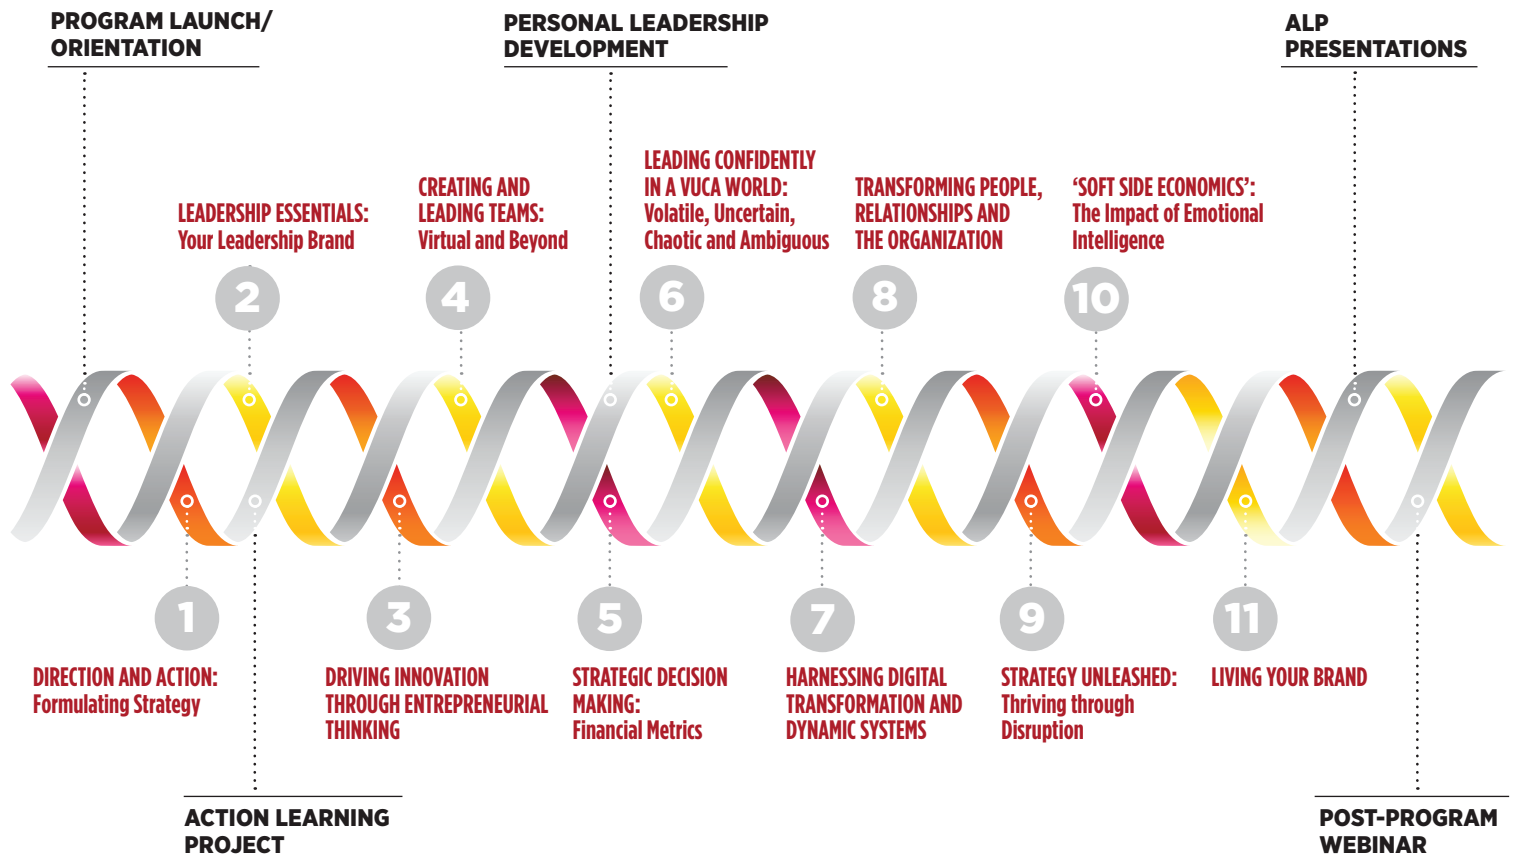 PROGRAM LAUNCH/
ORIENTATION
PERSONAL LEADERSHIP
DEVELOPMENT
ALP
PRESENTATIONS
LEADERSHIP ESSENTIALS:
Your Leadership Brand
2
CREATING AND
LEADING TEAMS:
Virtual and Beyond
4
LEADING CONFIDENTLY
IN A VUCA WORLD:
Volatile, Uncertain,
Chaotic and Ambiguous
6
TRANSFORMING PEOPLE,
RELATIONSHIPS AND
THE ORGANIZATION
8
‘SOFT SIDE ECONOMICS’:
The Impact of Emotional
Intelligence
10
1
DIRECTION AND ACTION:
Formulating Strategy
3
DRIVING INNOVATION
THROUGH ENTREPRENEURIAL
THINKING
5
STRATEGIC DECISION
MAKING:
Financial Metrics
7
HARNESSING DIGITAL
TRANSFORMATION AND
DYNAMIC SYSTEMS
9
STRATEGY UNLEASHED:
Thriving through
Disruption
11
LIVING YOUR BRAND
ACTION LEARNING
PROJECT
POST-PROGRAM
WEBINAR